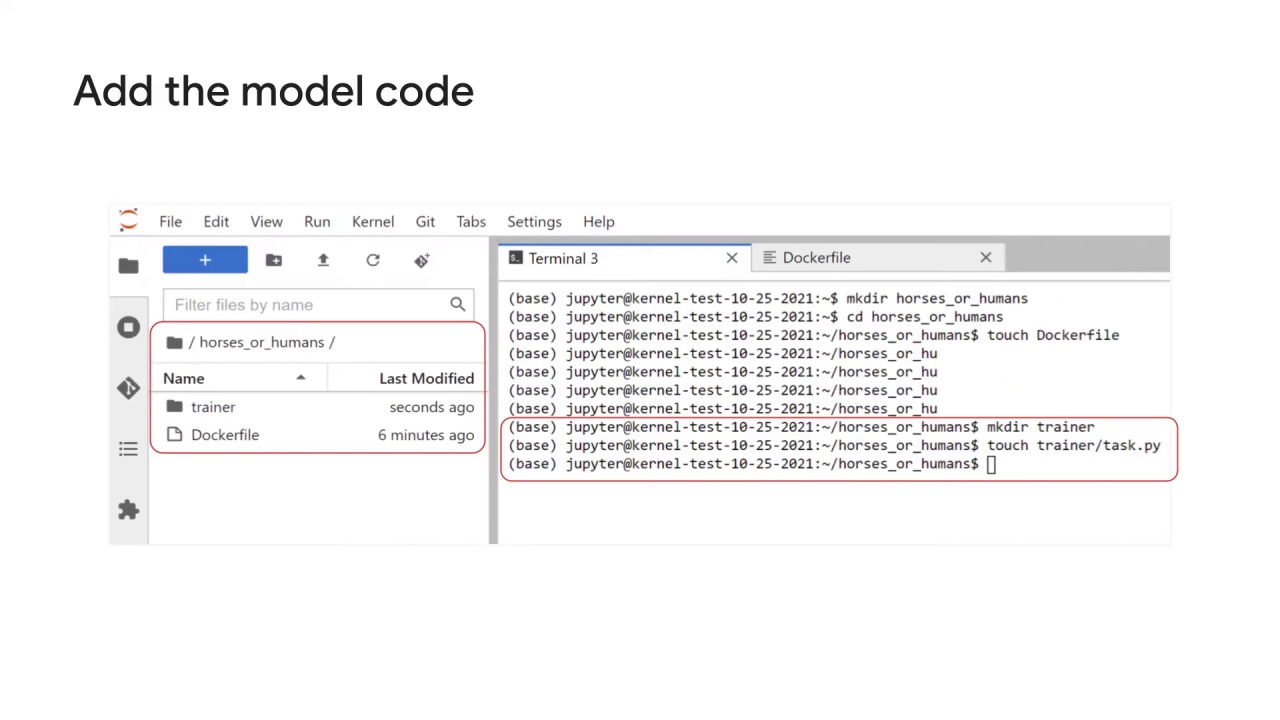 Add the model code
File Edit View Run Kernel Git Tabs Settings Help
+
Terminal 3
Dockerfile
Filter files by name
/ horses_or_humans /
Name Last Modified
trainer seconds ago
Dockerfile 6 minutes ago
(base) jupyter@kernel-test-10-25-2021:~$ mkdir horses_or_humans
(base) jupyter@kernel-test-10-25-2021:~$ cd horses_or_humans
(base) jupyter@kernel-test-10-25-2021:~/horses_or_humans$ touch Dockerfile
(base) jupyter@kernel-test-10-25-2021:~/horses_or_hu
(base) jupyter@kernel-test-10-25-2021:~/horses_or_hu
(base) jupyter@kernel-test-10-25-2021:~/horses_or_hu
(base) jupyter@kernel-test-10-25-2021:~/horses_or_hu
(base) jupyter@kernel-test-10-25-2021:~/horses_or_humans$ mkdir trainer
(base) jupyter@kernel-test-10-25-2021:~/horses_or_humans$ touch trainer/task.py
(base) jupyter@kernel-test-10-25-2021:~/horses_or_humans$